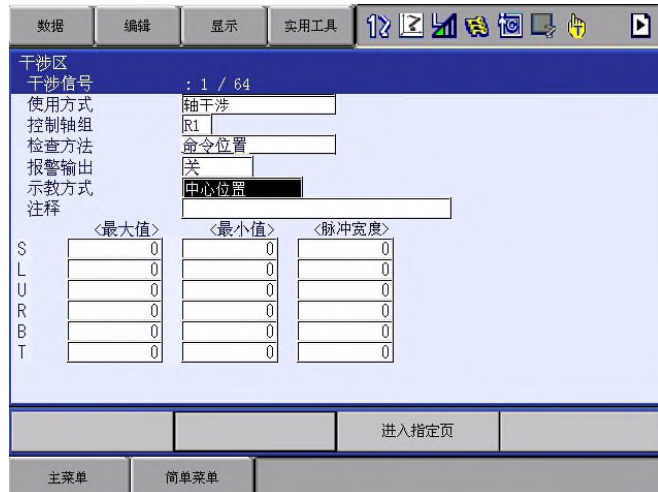 数据 编辑 显示 实用工具
干涉区
干涉信号 : 1 / 64
使用方式 轴干涉
控制轴组 R1
检查方法 命令位置
报警输出 关
示教方式 中心位置
注释
<最大值> <最小值> <脉冲宽度>
S 0 0 0
L 0 0 0
U 0 0 0
R 0 0 0
B 0 0 0
T 0 0 0
进入指定页
主菜单 简单菜单